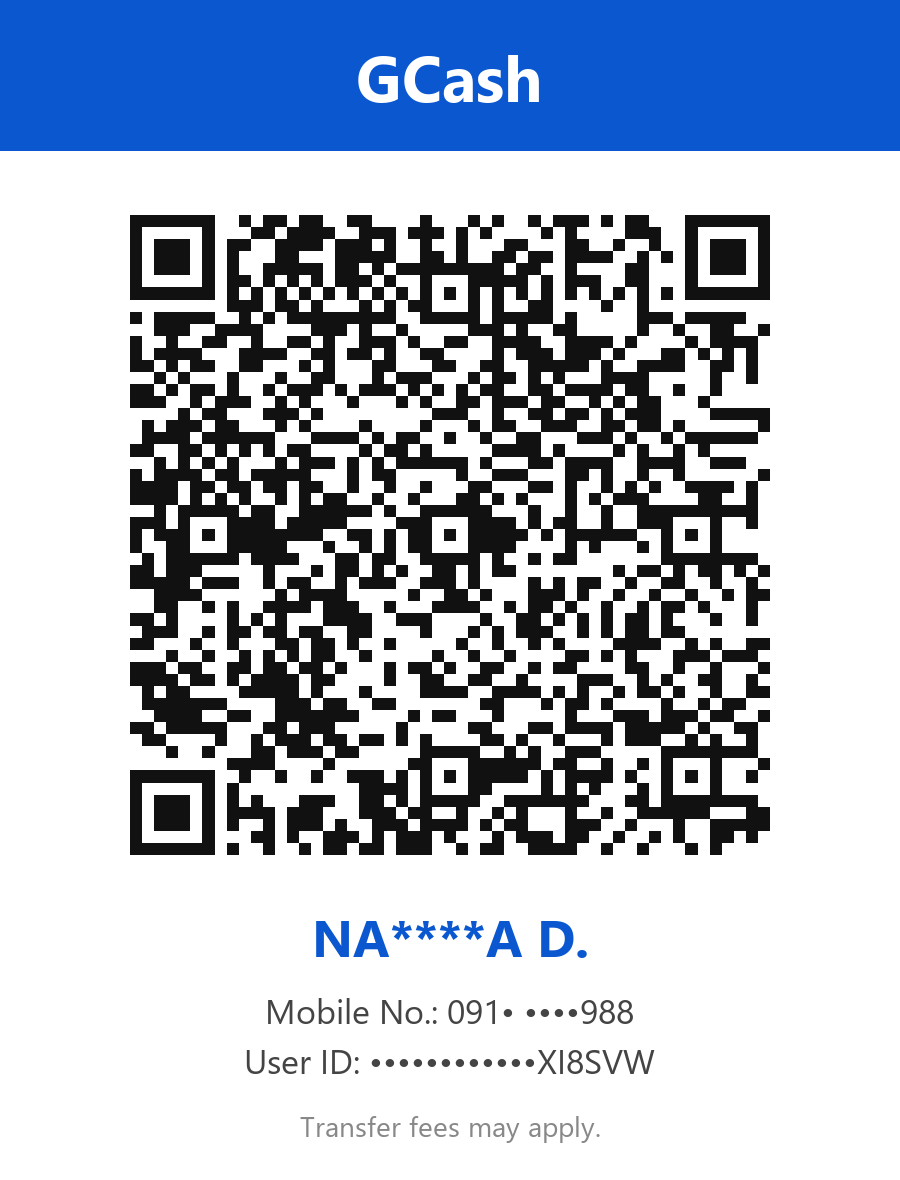 GCash
NA****A D.
Mobile No.: 091• ••••988
User ID: ••••••••••••XI8SVW
Transfer fees may apply.